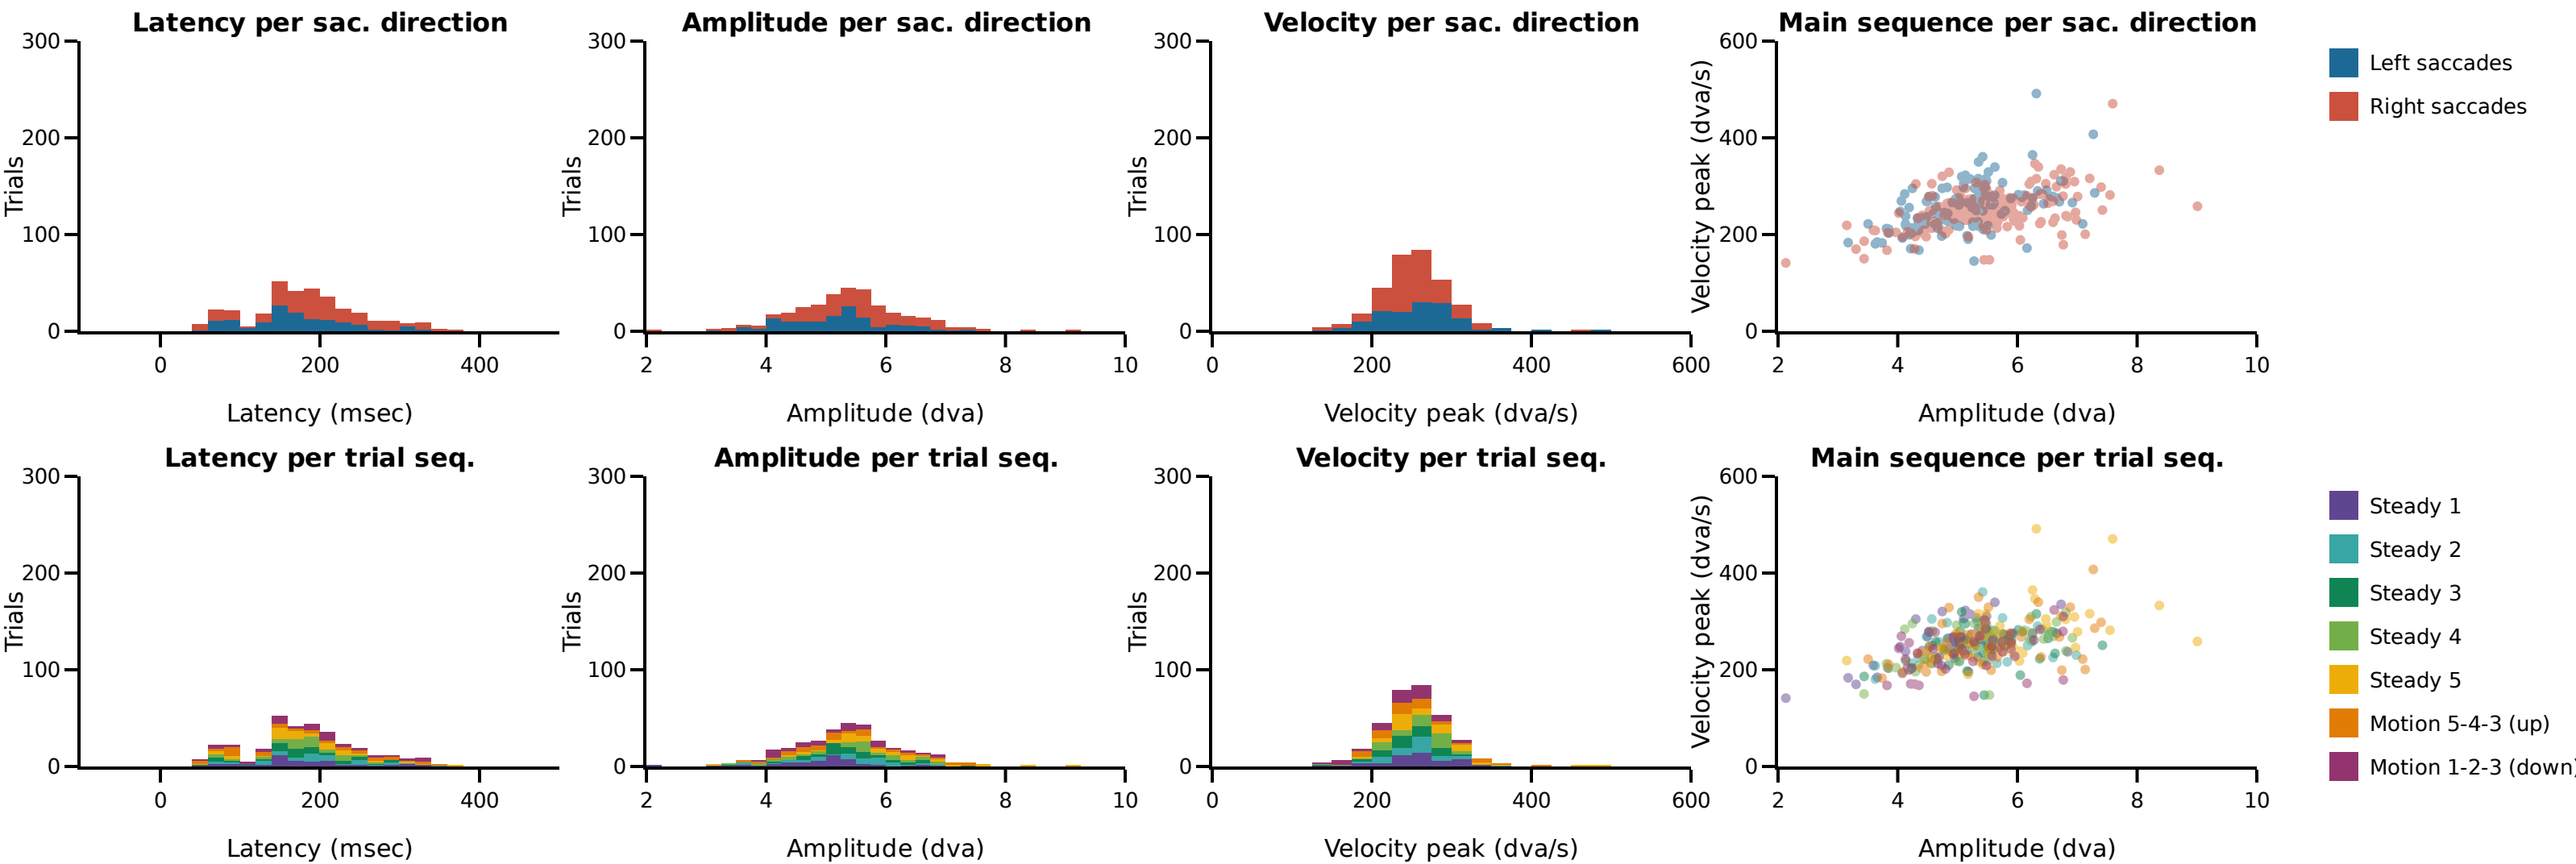 Latency per sac. direction
300
200
100
0
Trials
0
200
400
Latency (msec)
Amplitude per sac. direction
300
200
100
0
Trials
2
4
6
8
10
Amplitude (dva)
Velocity per sac. direction
300
200
100
0
Trials
0
200
400
600
Velocity peak (dva/s)
Main sequence per sac. direction
600
400
200
0
Velocity peak (dva/s)
2
4
6
8
10
Amplitude (dva)
Left saccades
Right saccades
Latency per trial seq.
300
200
100
0
Trials
0
200
400
Latency (msec)
Amplitude per trial seq.
300
200
100
0
Trials
2
4
6
8
10
Amplitude (dva)
Velocity per trial seq.
300
200
100
0
Trials
0
200
400
600
Velocity peak (dva/s)
Main sequence per trial seq.
600
400
200
0
Velocity peak (dva/s)
2
4
6
8
10
Amplitude (dva)
Steady 1
Steady 2
Steady 3
Steady 4
Steady 5
Motion 5-4-3 (up)
Motion 1-2-3 (down)